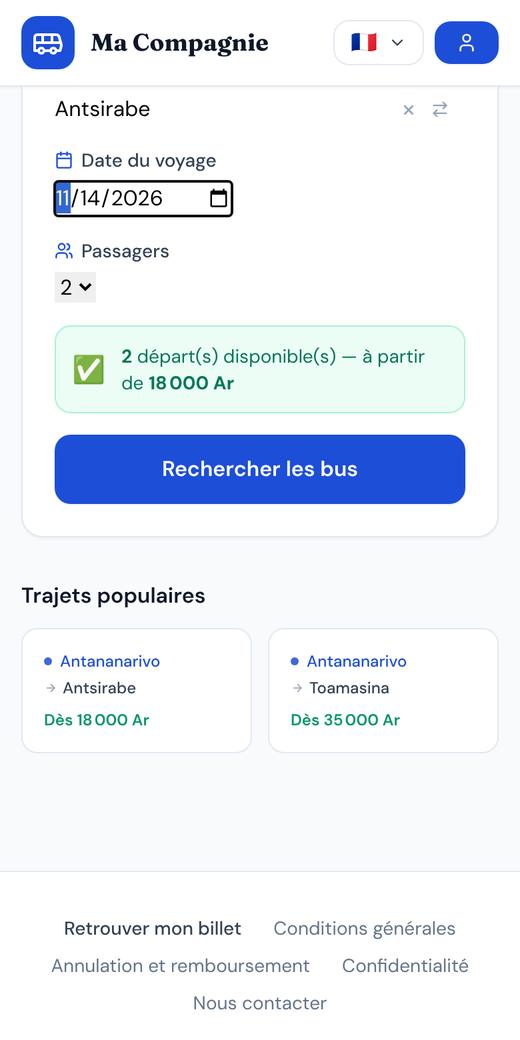 Ma Compagnie
Antsirabe
Date du voyage
11/14/2026
Passagers
2
2 départ(s) disponible(s) — à partir
de 18 000 Ar
Rechercher les bus
Trajets populaires
Antananarivo
→ Antsirabe
Dès 18 000 Ar
Antananarivo
→ Toamasina
Dès 35 000 Ar
Retrouver mon billet
Conditions générales
Annulation et remboursement
Confidentialité
Nous contacter